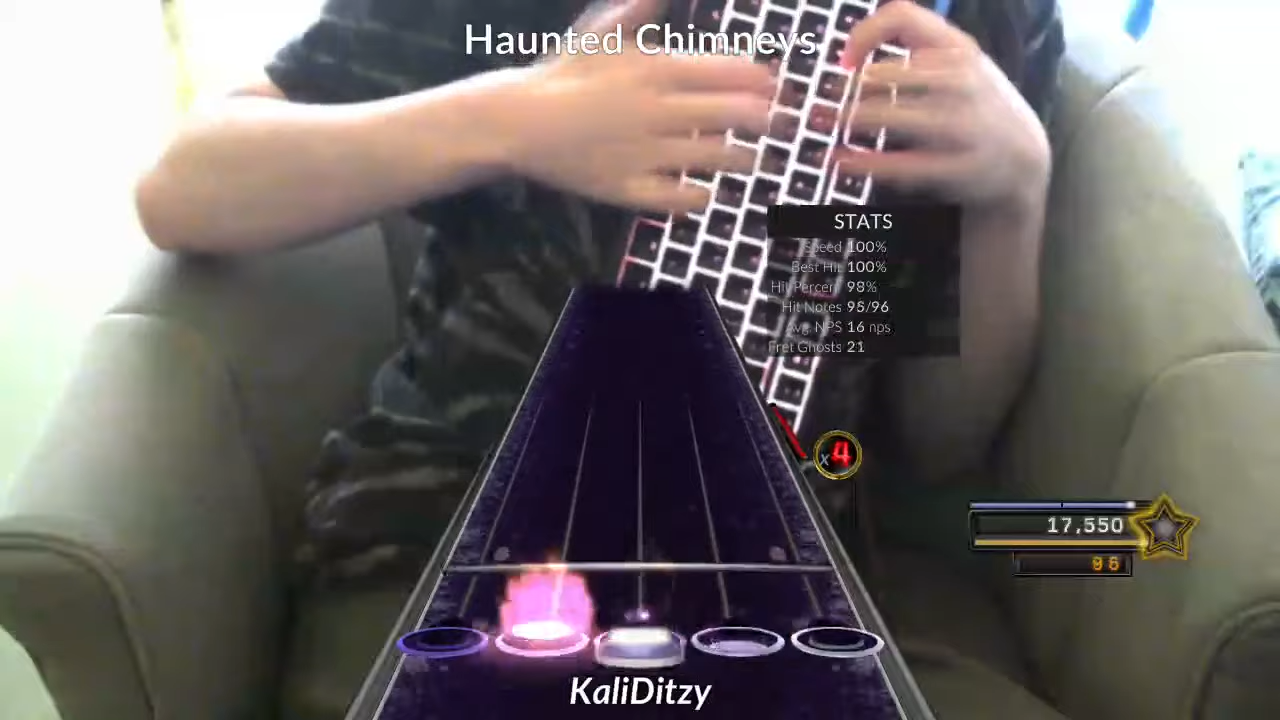 Haunted Chimneys
STATS
Speed 100%
Best Hit 100%
Hit Percent 98%
Hit Notes 95/96
Avg. NPS 16 nps
Fret Ghosts 21
x4
17,550
KaliDitzy